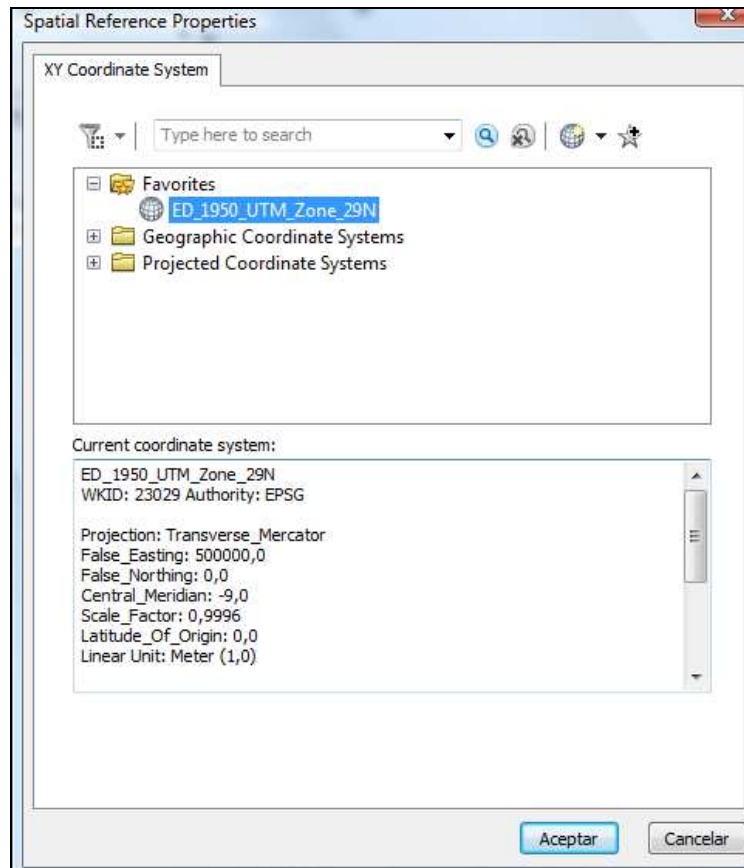 Spatial Reference Properties
XY Coordinate System
Type here to search
Favorites
ED_1950_UTM_Zone_29N
Geographic Coordinate Systems
Projected Coordinate Systems
Current coordinate system:
ED_1950_UTM_Zone_29N
WKID: 23029 Authority: EPSG
Projection: Transverse_Mercator
False_Easting: 500000,0
False_Northing: 0,0
Central_Meridian: -9,0
Scale_Factor: 0,9996
Latitude_Of_Origin: 0,0
Linear Unit: Meter (1,0)
Aceptar
Cancelar